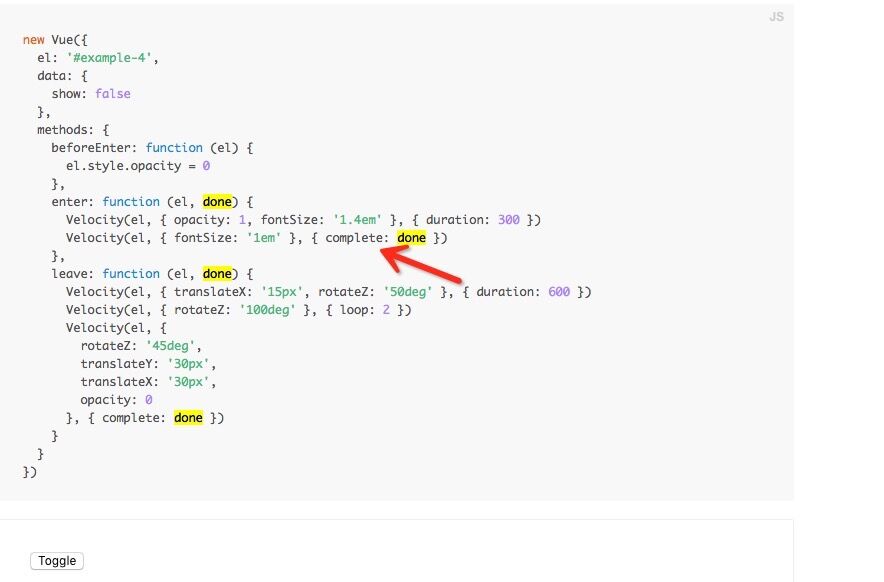 JS
new Vue({
  el: '#example-4',
  data: {
    show: false
  },
  methods: {
    beforeEnter: function (el) {
      el.style.opacity = 0
    },
    enter: function (el, done) {
      Velocity(el, { opacity: 1, fontSize: '1.4em' }, { duration: 300 })
      Velocity(el, { fontSize: '1em' }, { complete: done })
    },
    leave: function (el, done) {
      Velocity(el, { translateX: '15px', rotateZ: '50deg' }, { duration: 600 })
      Velocity(el, { rotateZ: '100deg' }, { loop: 2 })
      Velocity(el, {
        rotateZ: '45deg',
        translateY: '30px',
        translateX: '30px',
        opacity: 0
      }, { complete: done })
    }
  }
})
Toggle